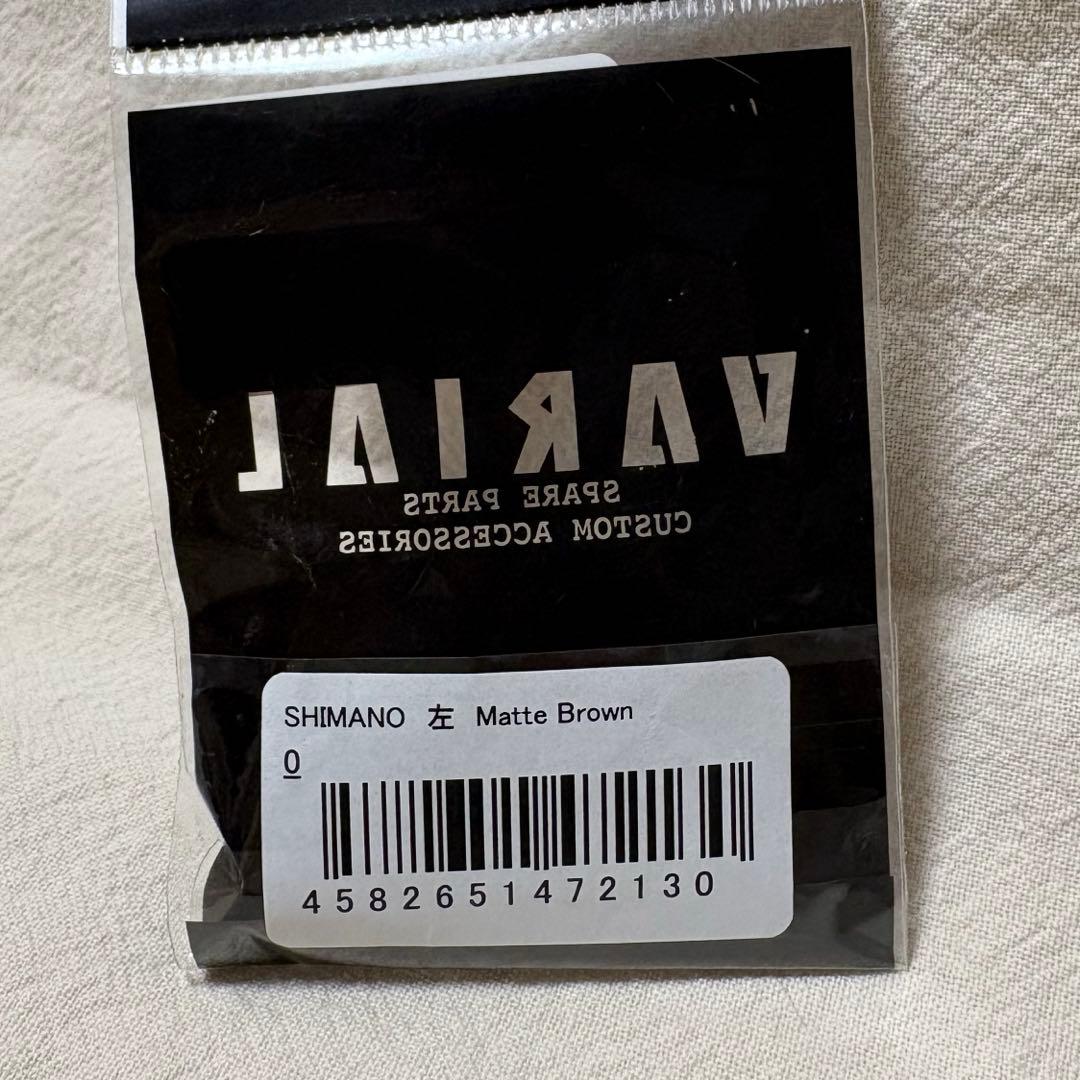 VARIAL
SPARE PARTS
CUSTOM ACCESSORIES
SHIMANO 左 Matte Brown
0
4582651472130